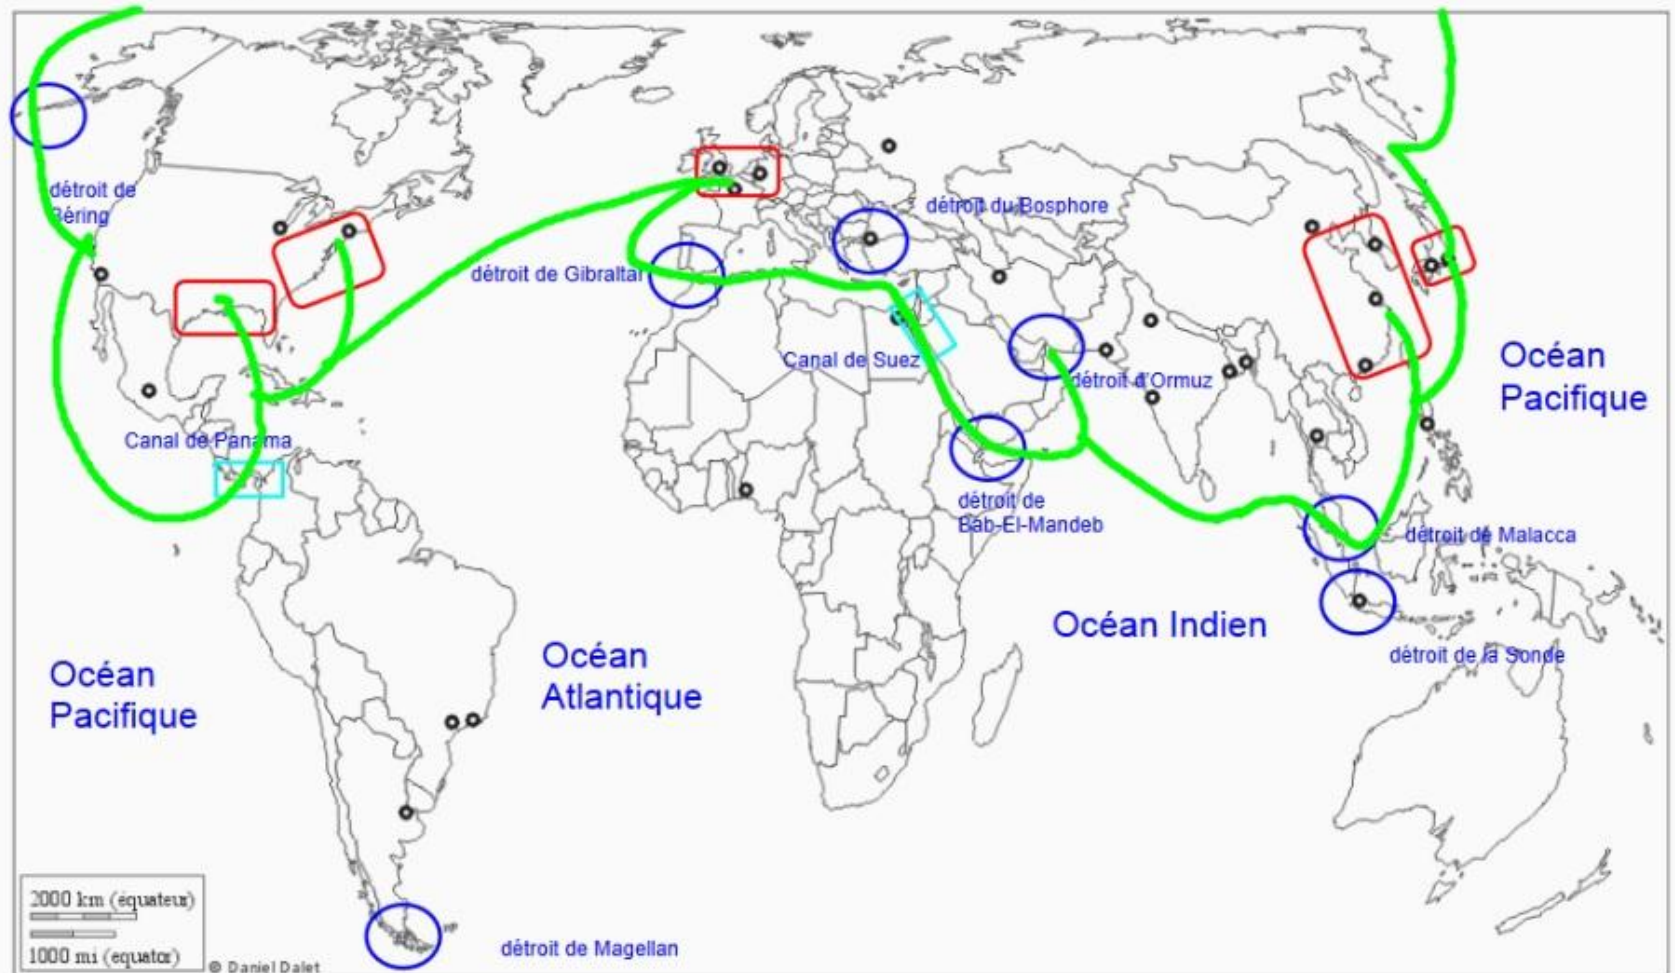 détroit de
Béring
détroit du Bosphore
détroit de Gibraltar
Canal de Suez
détroit d'Ormuz
Océan
Pacifique
Canal de Panama
détroit de
Bab-El-Mandeb
détroit de Malacca
Océan Indien
détroit de la Sonde
Océan
Atlantique
Océan
Pacifique
2000 km (équateur)
1000 mi (equator)
© Daniel Dalet
détroit de Magellan